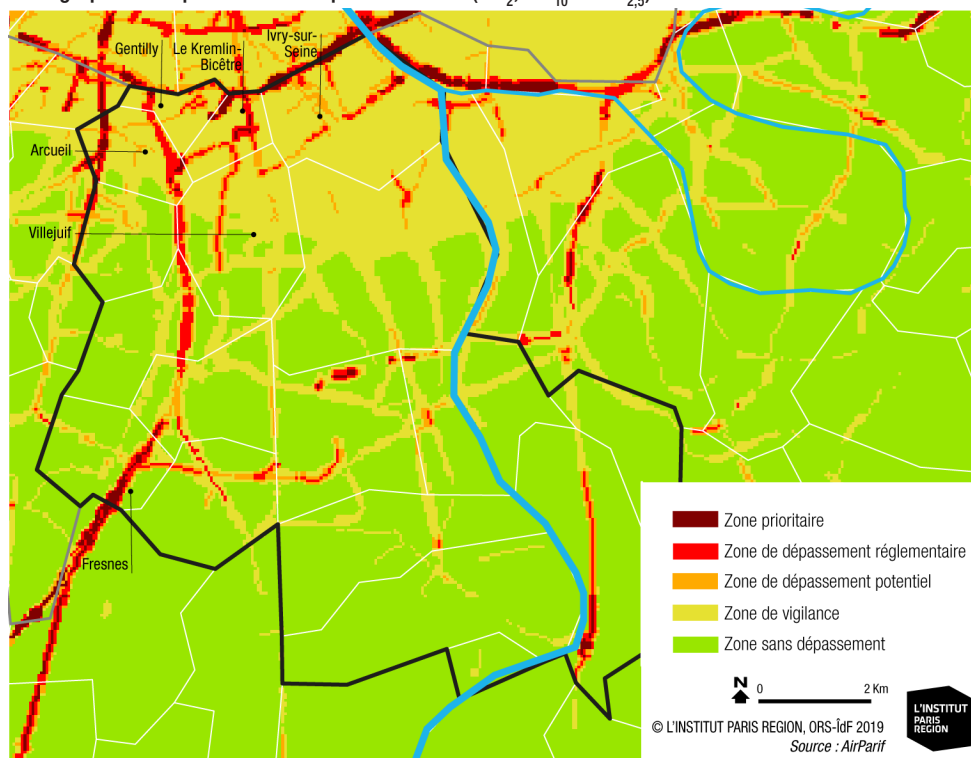 Gentilly
Le Kremlin-
Bicêtre
Ivry-sur-
Seine
Arcueil
Villejuif
Fresnes
Zone prioritaire
Zone de dépassement réglementaire
Zone de dépassement potentiel
Zone de vigilance
Zone sans dépassement
N
0 2 Km
© L'INSTITUT PARIS REGION, ORS-ÎdF 2019
Source : AirParif
L'INSTITUT
PARIS
REGION